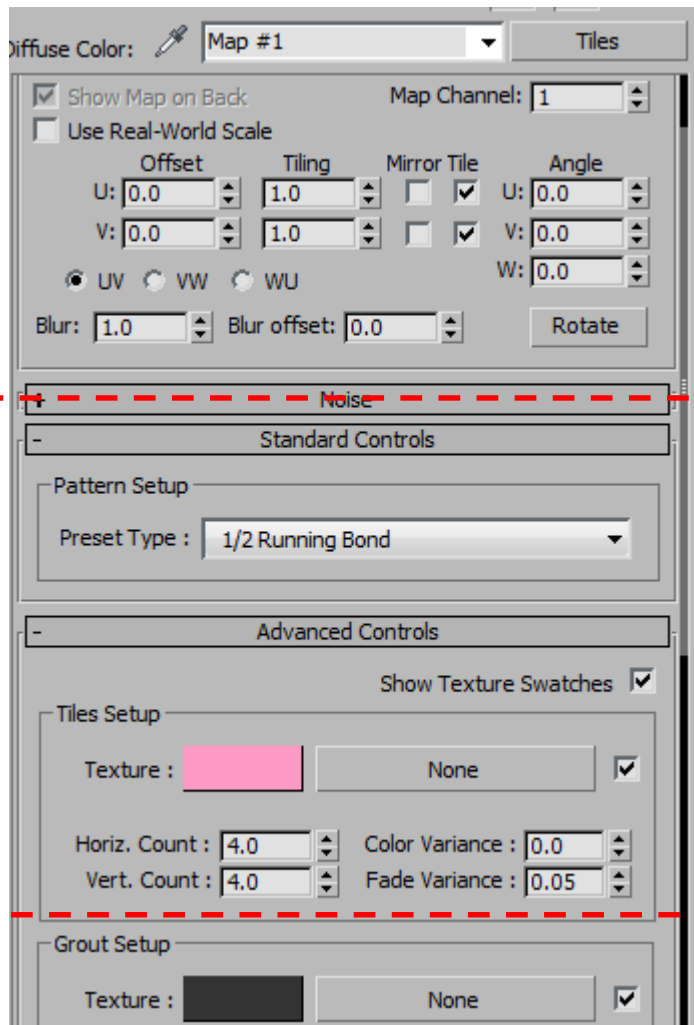 Diffuse Color: Map #1 Tiles
Show Map on Back Map Channel: 1
Use Real-World Scale
Offset Tiling Mirror Tile Angle
U: 0.0 1.0 U: 0.0
V: 0.0 1.0 V: 0.0
UV VW WU W: 0.0
Blur: 1.0 Blur offset: 0.0 Rotate
+ Noise
- Standard Controls
Pattern Setup
Preset Type : 1/2 Running Bond
- Advanced Controls
Show Texture Swatches
Tiles Setup
Texture : None
Horiz. Count : 4.0 Color Variance : 0.0
Vert. Count : 4.0 Fade Variance : 0.05
Grout Setup
Texture : None